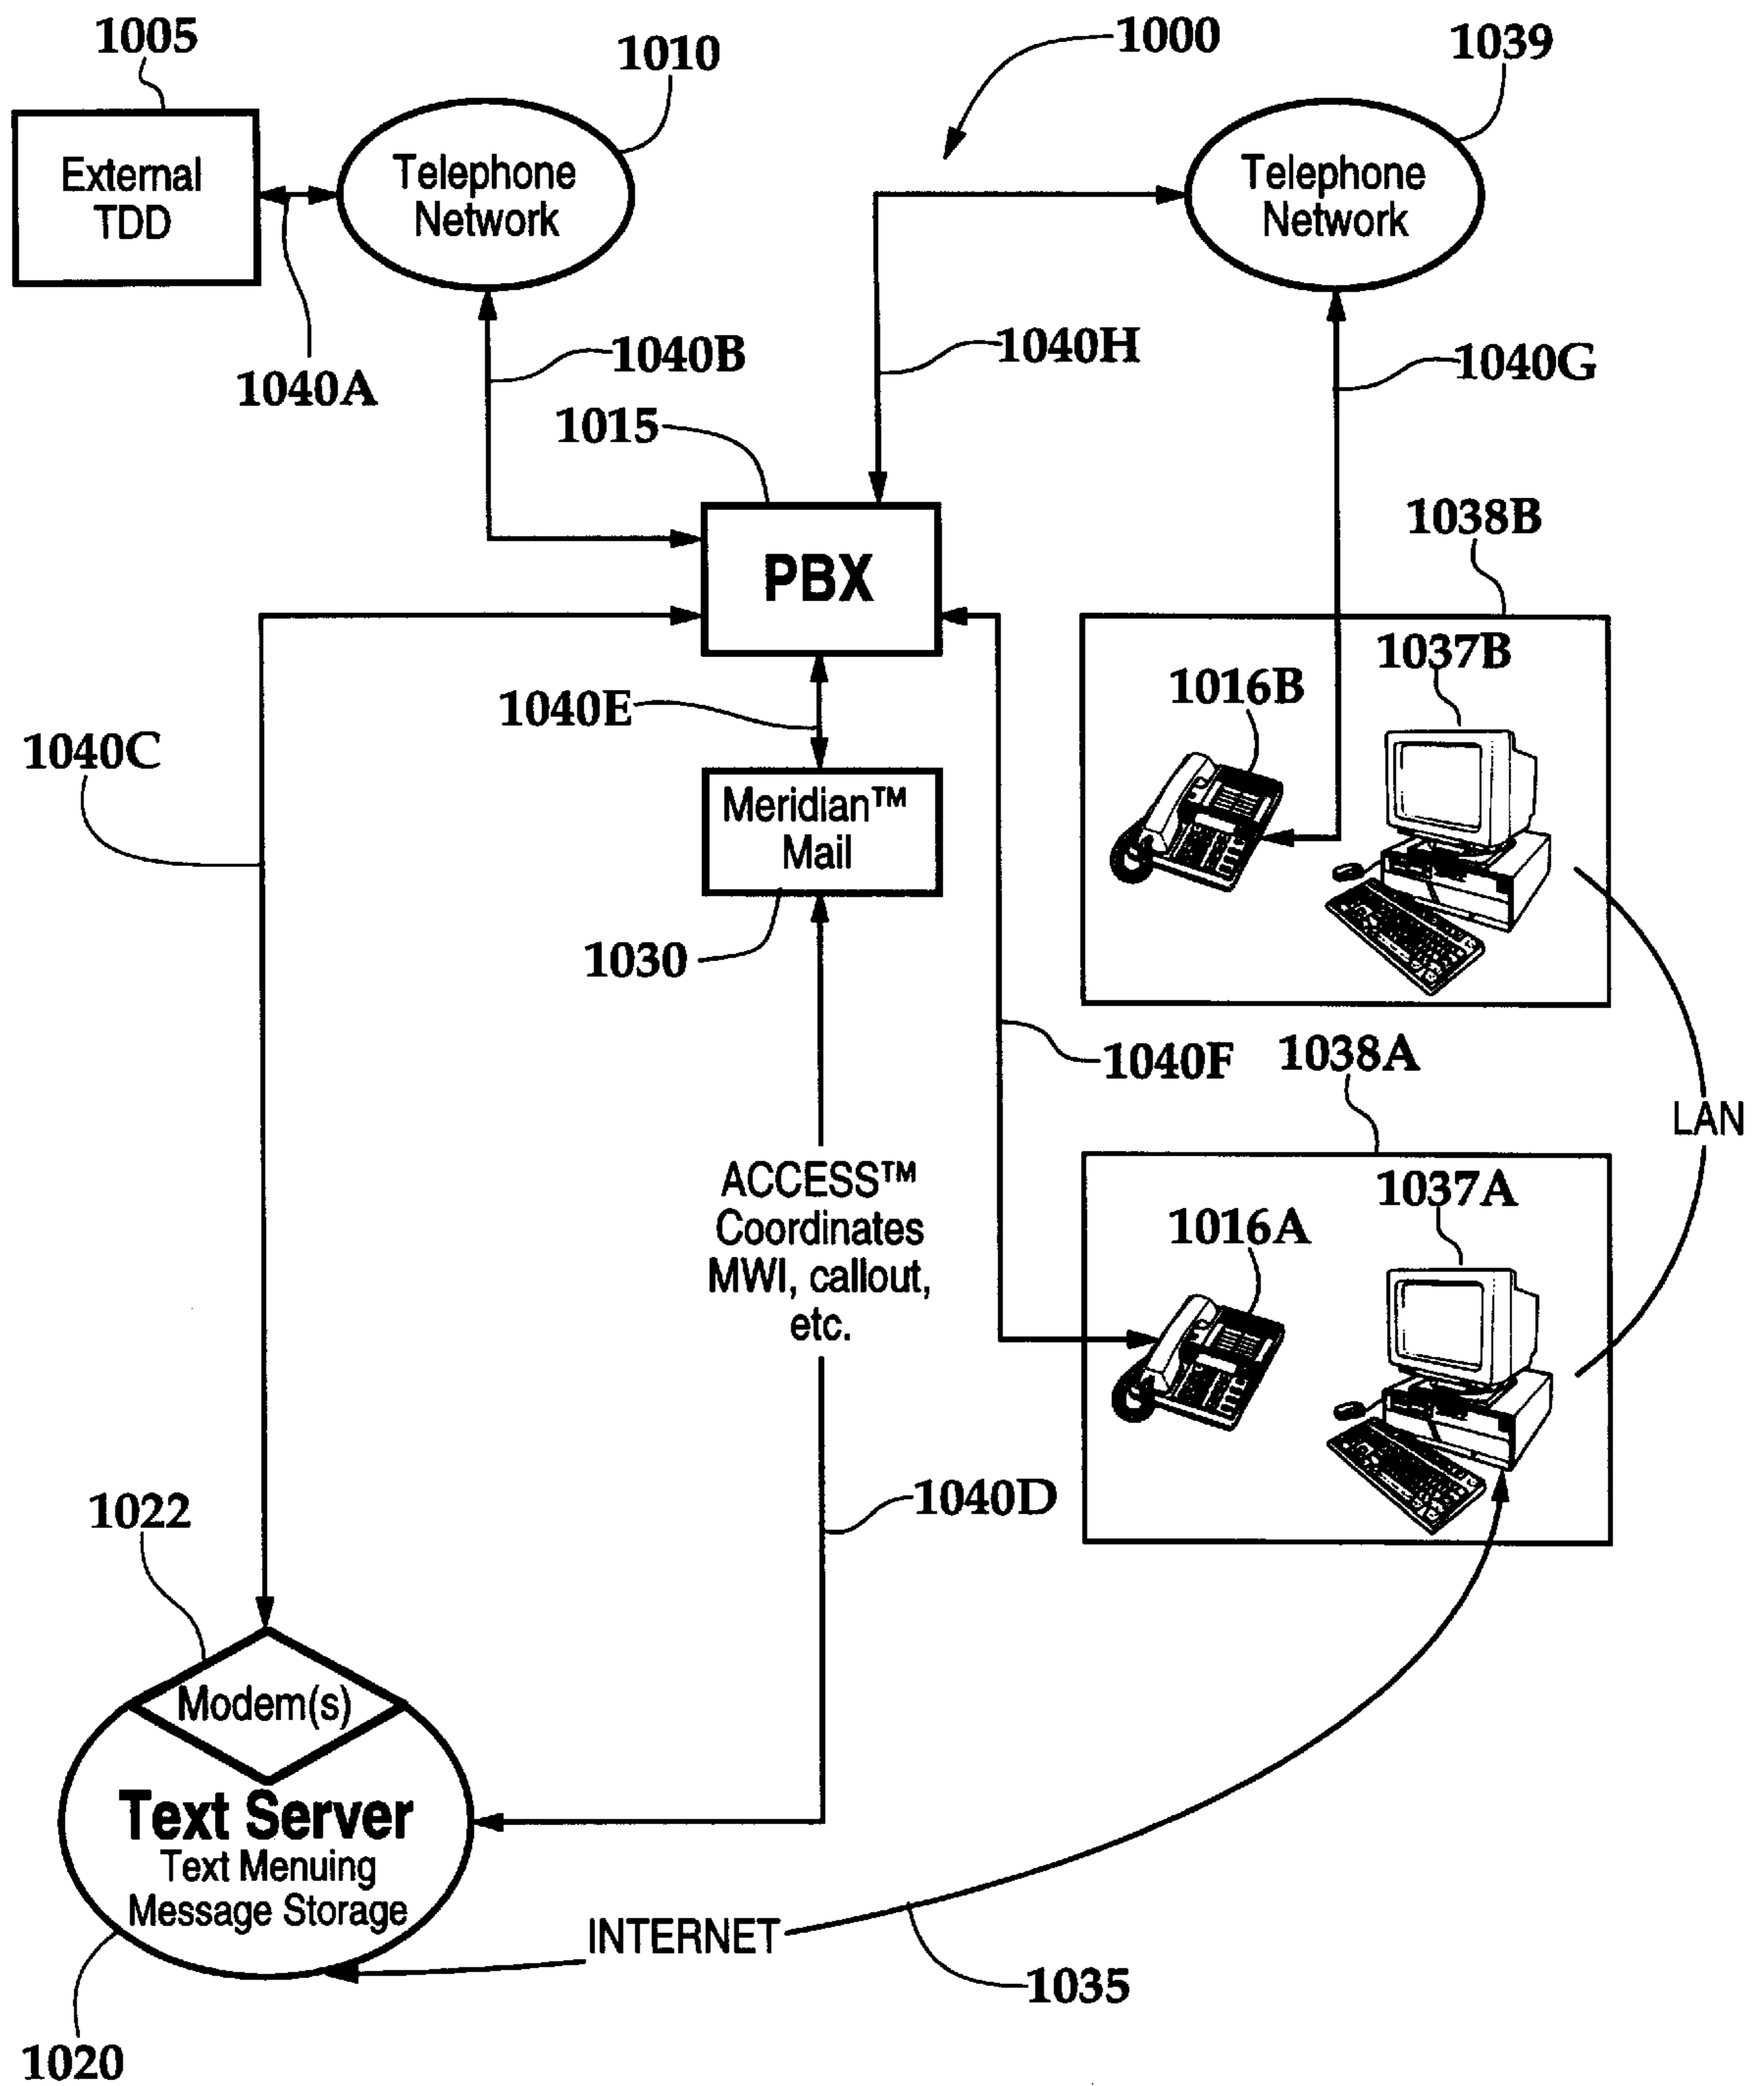 1005
1010
1000
1039
External
TDD
Telephone
Network
Telephone
Network
1040A
1040B
1040H
1040G
1015
PBX
1038B
1037B
1016B
1040E
1040C
Meridian™
Mail
1030
1040F
1038A
LAN
ACCESS™
Coordinates
MWI, callout,
etc.
1037A
1016A
1040D
1022
Modem(s)
Text Server
Text Menuing
Message Storage
INTERNET
1035
1020